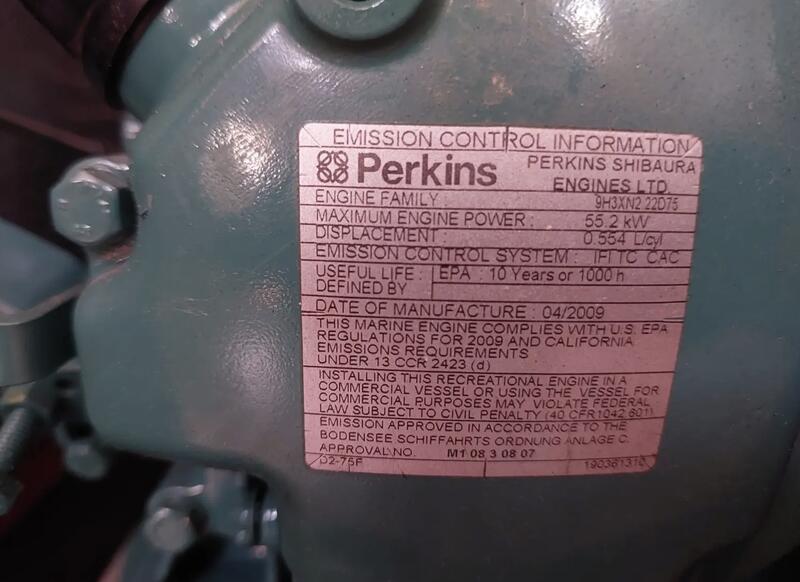 EMISSION CONTROL INFORMATION
Perkins PERKINS SHIBAURA
ENGINES LTD.
ENGINE FAMILY 9H3XN2.22D75
MAXIMUM ENGINE POWER : 55.2 kW
DISPLACEMENT : 0.554 L/cyl
EMISSION CONTROL SYSTEM : IFI TC CAC
USEFUL LIFE EPA : 10 Years or 1000 h
DEFINED BY
DATE OF MANUFACTURE : 04/2009
THIS MARINE ENGINE COMPLIES WITH U.S. EPA
REGULATIONS FOR 2009 AND CALIFORNIA
EMISSIONS REQUIREMENTS
UNDER 13 CCR 2423 (d)
INSTALLING THIS RECREATIONAL ENGINE IN A
COMMERCIAL VESSEL OR USING THE VESSEL FOR
COMMERCIAL PURPOSES MAY VIOLATE FEDERAL
LAW SUBJECT TO CIVIL PENALTY (40 CFR1042.601)
EMISSION APPROVED IN ACCORDANCE TO THE
BODENSEE SCHIFFAHRTS ORDNUNG ANLAGE C.
APPROVAL NO. M1 08 3 08 07
D2-75F 190361310